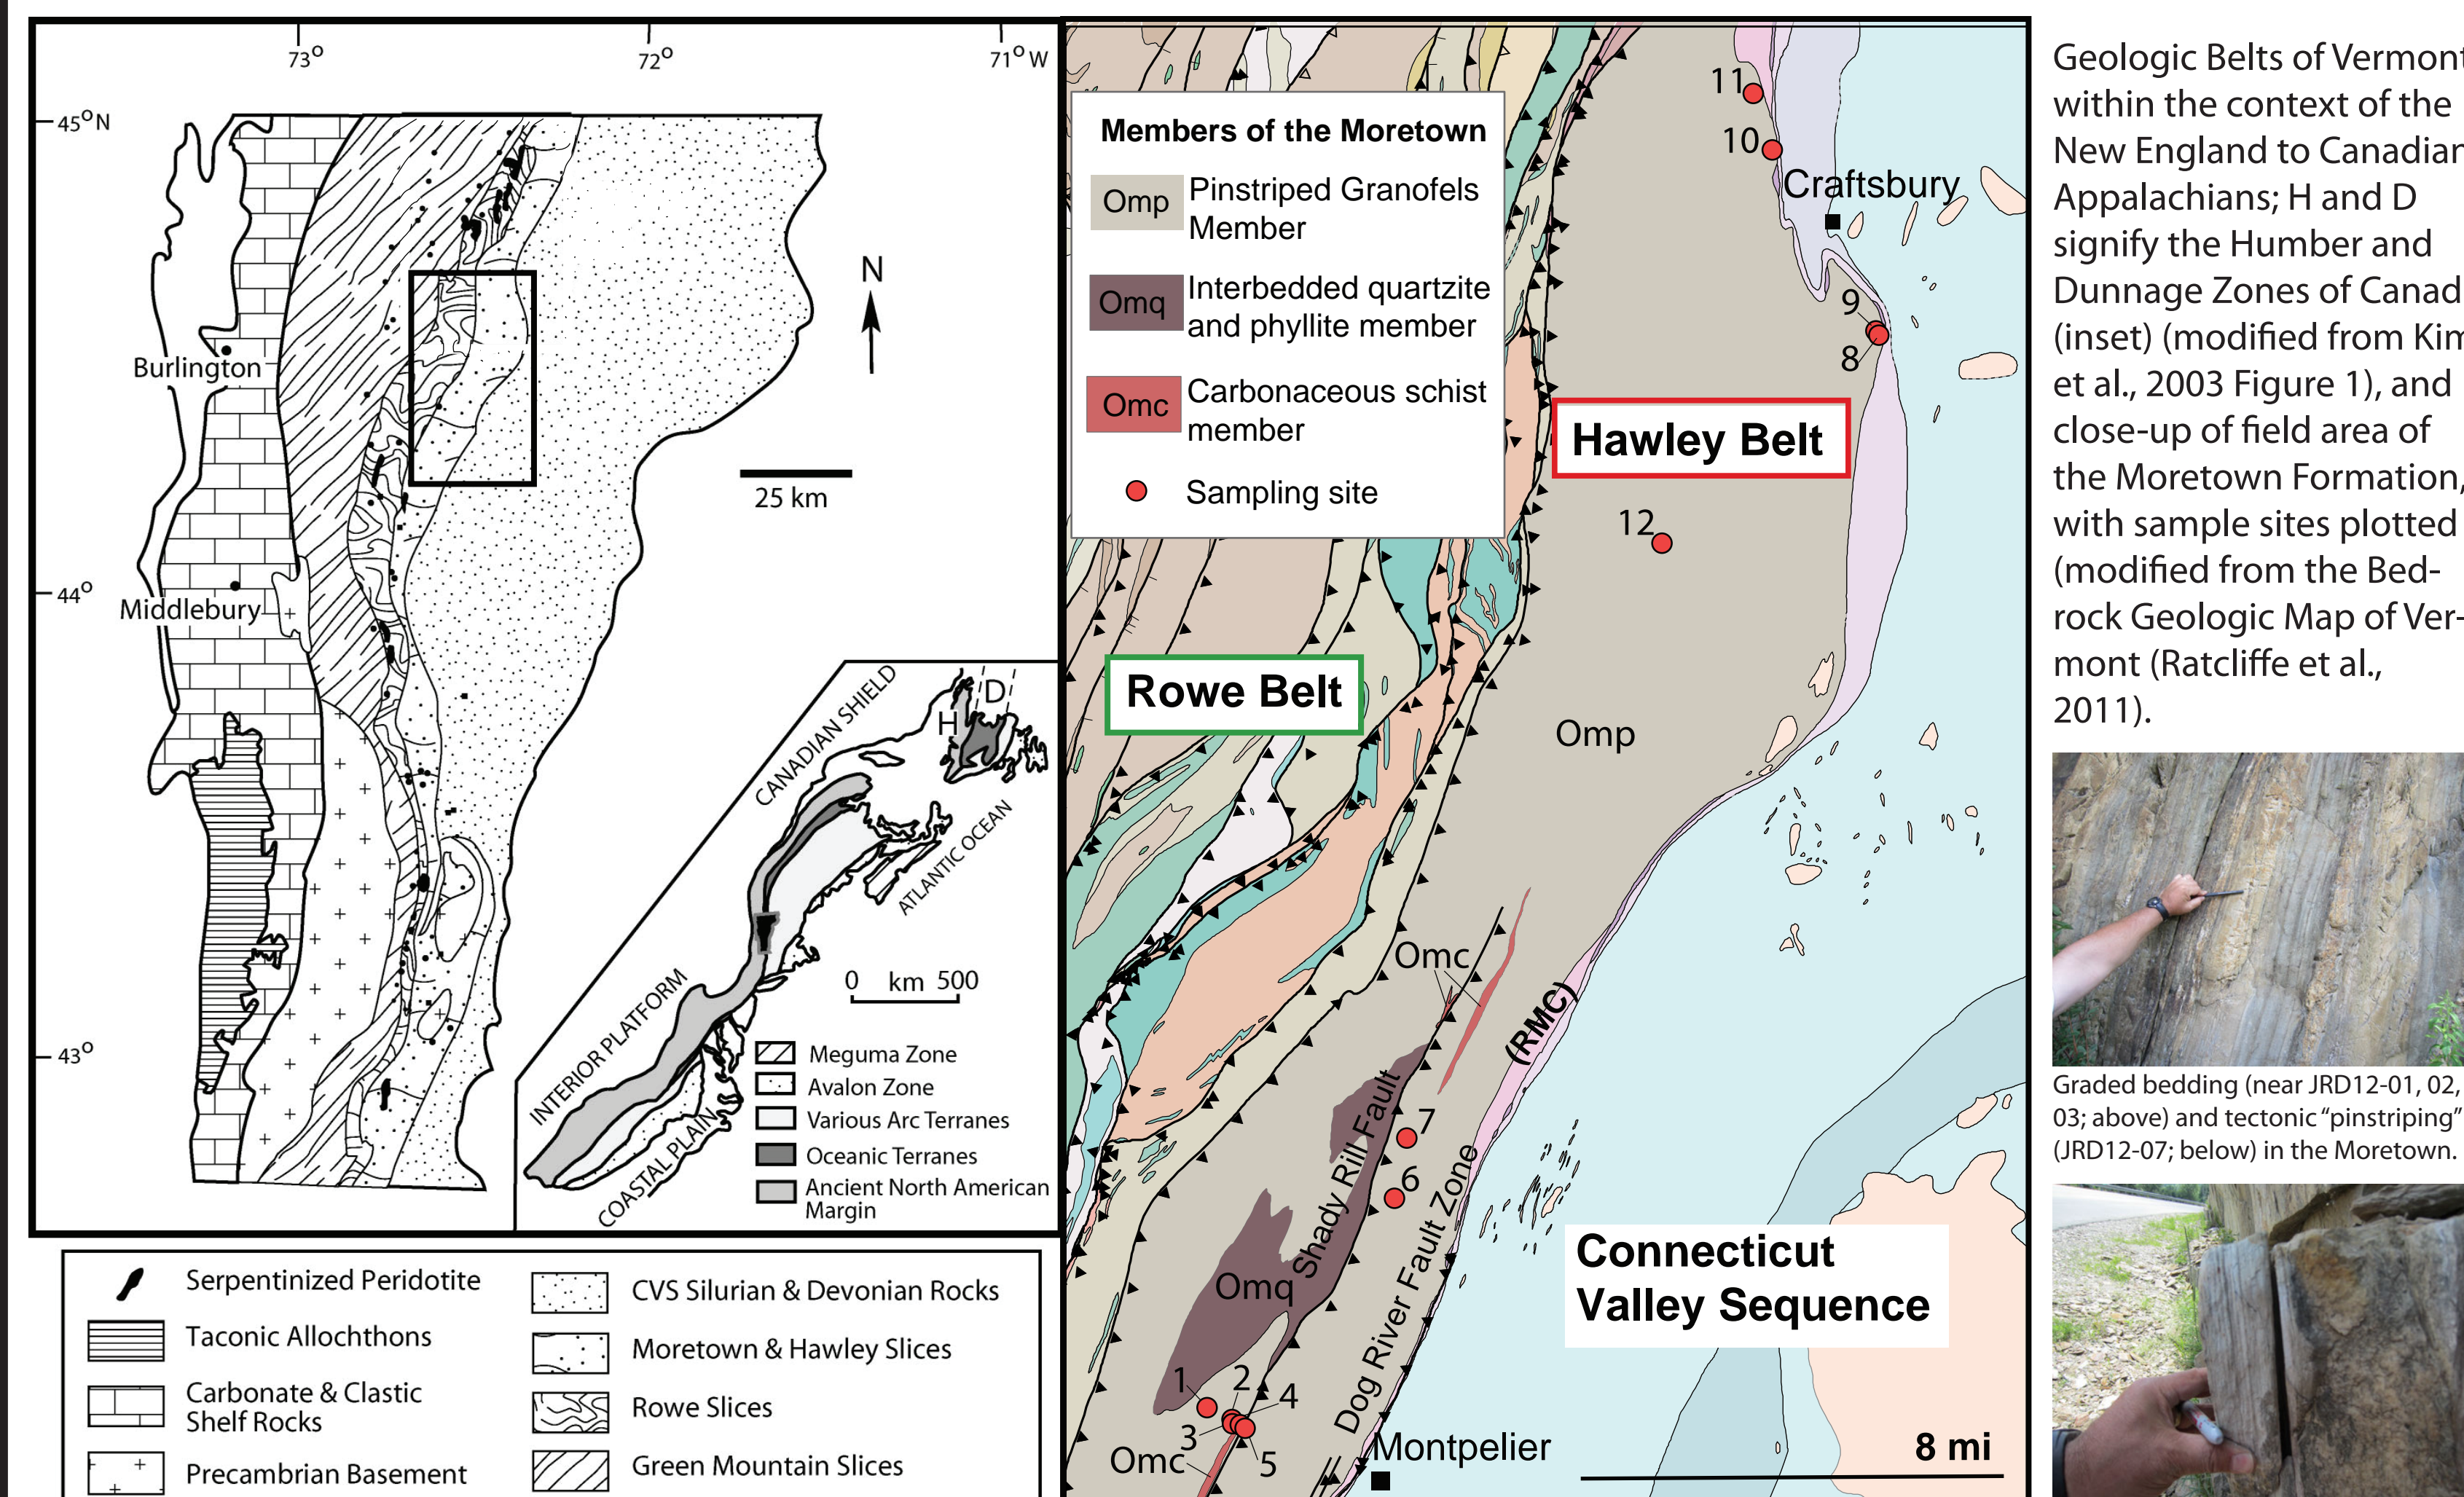 73°
72°
71° W
45° N
44°
43°
Burlington
Middlebury
N
25 km
CANADIAN SHIELD
H
D
ATLANTIC OCEAN
INTERIOR PLATFORM
COASTAL PLAIN
0 km 500
Meguma Zone
Avalon Zone
Various Arc Terranes
Oceanic Terranes
Ancient North American
Margin
Serpentinized Peridotite
Taconic Allochthons
Carbonate & Clastic
Shelf Rocks
Precambrian Basement
CVS Silurian & Devonian Rocks
Moretown & Hawley Slices
Rowe Slices
Green Mountain Slices
Members of the Moretown
Omp Pinstriped Granofels
Member
Omq Interbedded quartzite
and phyllite member
Omc Carbonaceous schist
member
Sampling site
11
10
Craftsbury
9
8
Hawley Belt
12
Rowe Belt
Omp
Omc
(RMC)
Shady Rill Fault
7
6
Dog River Fault Zone
Omq
Connecticut
Valley Sequence
1
2
4
3
5
Omc
Montpelier
8 mi
Geologic Belts of Vermont
within the context of the
New England to Canadian
Appalachians; H and D
signify the Humber and
Dunnage Zones of Canad
(inset) (modified from Kim
et al., 2003 Figure 1), and
close-up of field area of
the Moretown Formation,
with sample sites plotted
(modified from the Bed-
rock Geologic Map of Ver-
mont (Ratcliffe et al.,
2011).
Graded bedding (near JRD12-01, 02,
03; above) and tectonic “pinstriping”
(JRD12-07; below) in the Moretown.